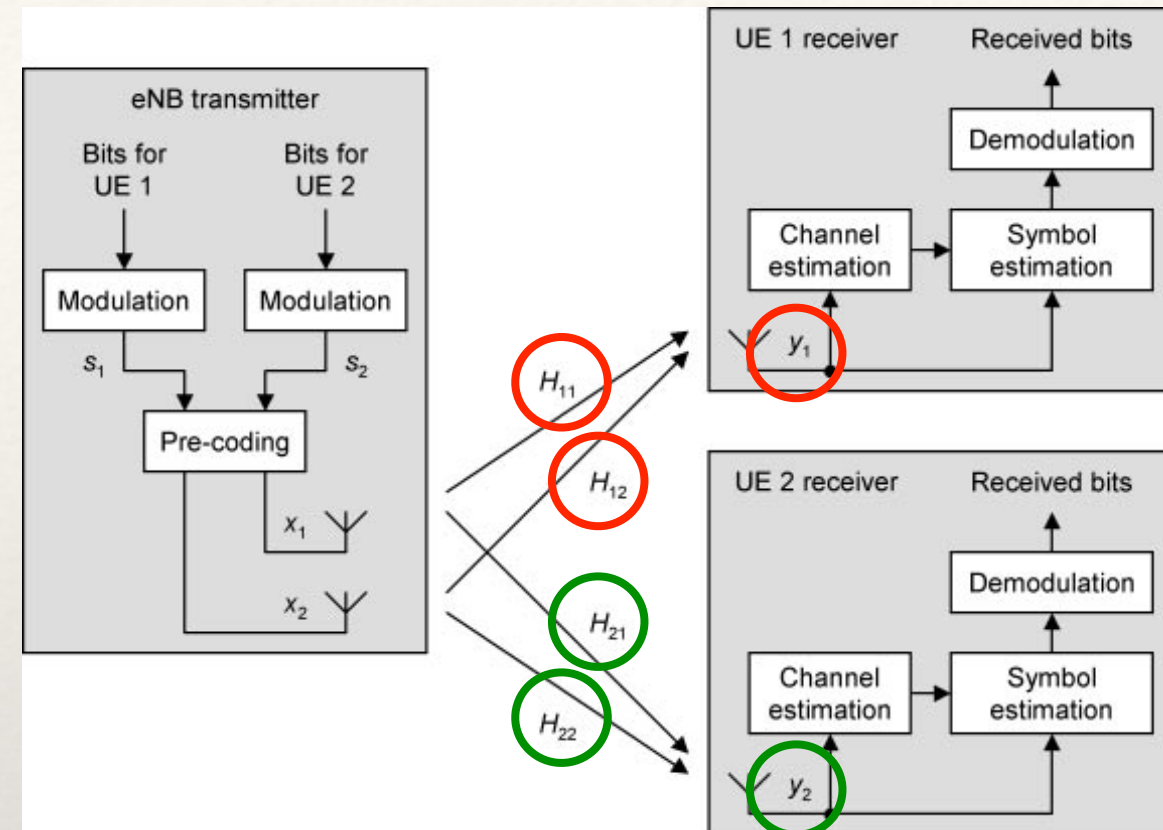 eNB transmitter
Bits for
UE 1
Bits for
UE 2
Modulation
Modulation
s₁
s₂
Pre-coding
x₁
x₂
H₁₁
H₁₂
H₂₁
H₂₂
UE 1 receiver
Received bits
Demodulation
Channel
estimation
Symbol
estimation
y₁
UE 2 receiver
Received bits
Demodulation
Channel
estimation
Symbol
estimation
y₂